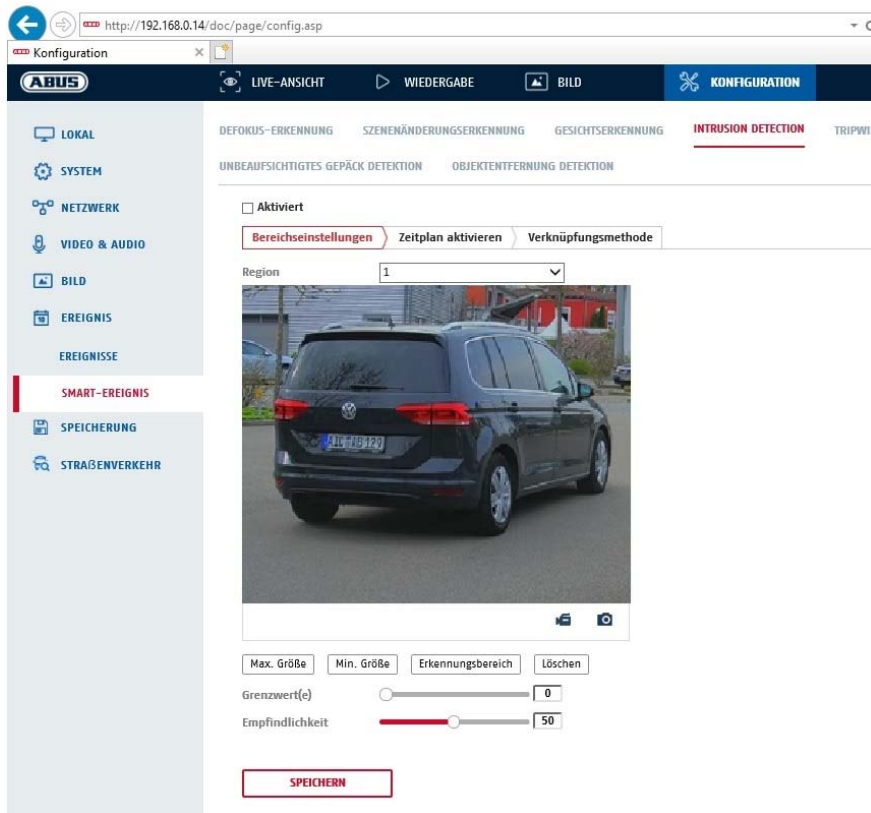 http://192.168.0.14/doc/page/config.asp
Konfiguration
ABUS
LIVE-ANSICHT
WIEDERGABE
BILD
KONFIGURATION
LOKAL
SYSTEM
NETZWERK
VIDEO & AUDIO
BILD
EREIGNIS
EREIGNISSE
SMART-EREIGNIS
SPEICHERUNG
STRAßENVERKEHR
DEFOKUS-ERKENNUNG
SZENENÄNDERUNGSERKENNUNG
GESICHTSERKENNUNG
INTRUSION DETECTION
TRIPWI
UNBEAUFSICHTIGTES GEPÄCK DETEKTION
OBJEKTENTFERNUNG DETEKTION
Aktiviert
Bereichseinstellungen
Zeitplan aktivieren
Verknüpfungsmethode
Region
1
Max. Größe
Min. Größe
Erkennungsbereich
Löschen
Grenzwert(e)
0
Empfindlichkeit
50
SPEICHERN